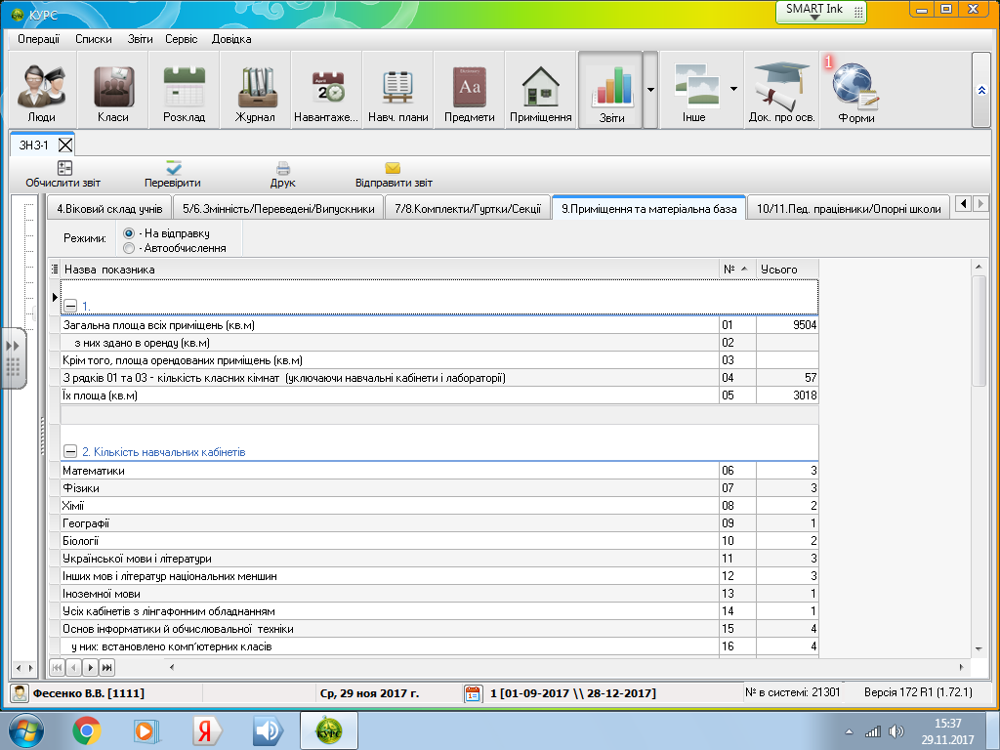 КУРС
SMART Ink
Операції Списки Звіти Сервіс Довідка
1
Люди Класи Розклад Журнал Навантаже... Навч. плани Предмети Приміщення Звіти Інше Док. про осв. Форми
ЗНЗ-1
Обчислити звіт Перевірити Друк Відправити звіт
4.Віковий склад учнів 5/6.Змінність/Переведені/Випускники 7/8.Комплекти/Гуртки/Секції 9.Приміщення та матеріальна база 10/11.Пед. працівники/Опорні школи
Режими:
- На відправку
- Автообчислення
Назва показника № Усього
1.
Загальна площа всіх приміщень (кв.м) 01 9504
з них здано в оренду (кв.м) 02
Крім того, площа орендованих приміщень (кв.м) 03
З рядків 01 та 03 - кількість класних кімнат (уключаючи навчальні кабінети і лабораторії) 04 57
Їх площа (кв.м) 05 3018
2. Кількість навчальних кабінетів
Математики 06 3
Фізики 07 3
Хімії 08 2
Географії 09 1
Біології 10 2
Української мови і літератури 11 3
Інших мов і літератур національних меншин 12 3
Іноземної мови 13 1
Усіх кабінетів з лінгафонним обладнанням 14 1
Основ інформатики й обчислювальної техніки 15 4
у них: встановлено комп'ютерних класів 16 4
Фесенко В.В. [1111] Ср, 29 ноя 2017 г. 1 [01-09-2017 \\ 28-12-2017] № в системі: 21301 Версія 172 R1 (1.72.1)
15:37
29.11.2017